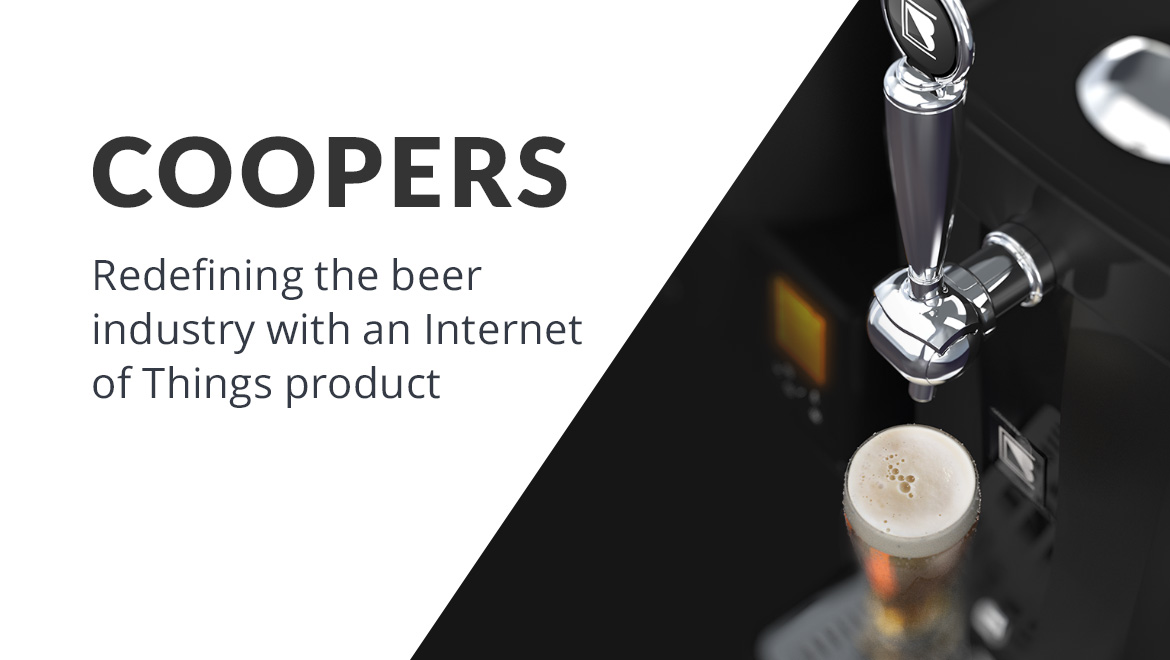 COOPERS
Redefining the beer
industry with an Internet
of Things product